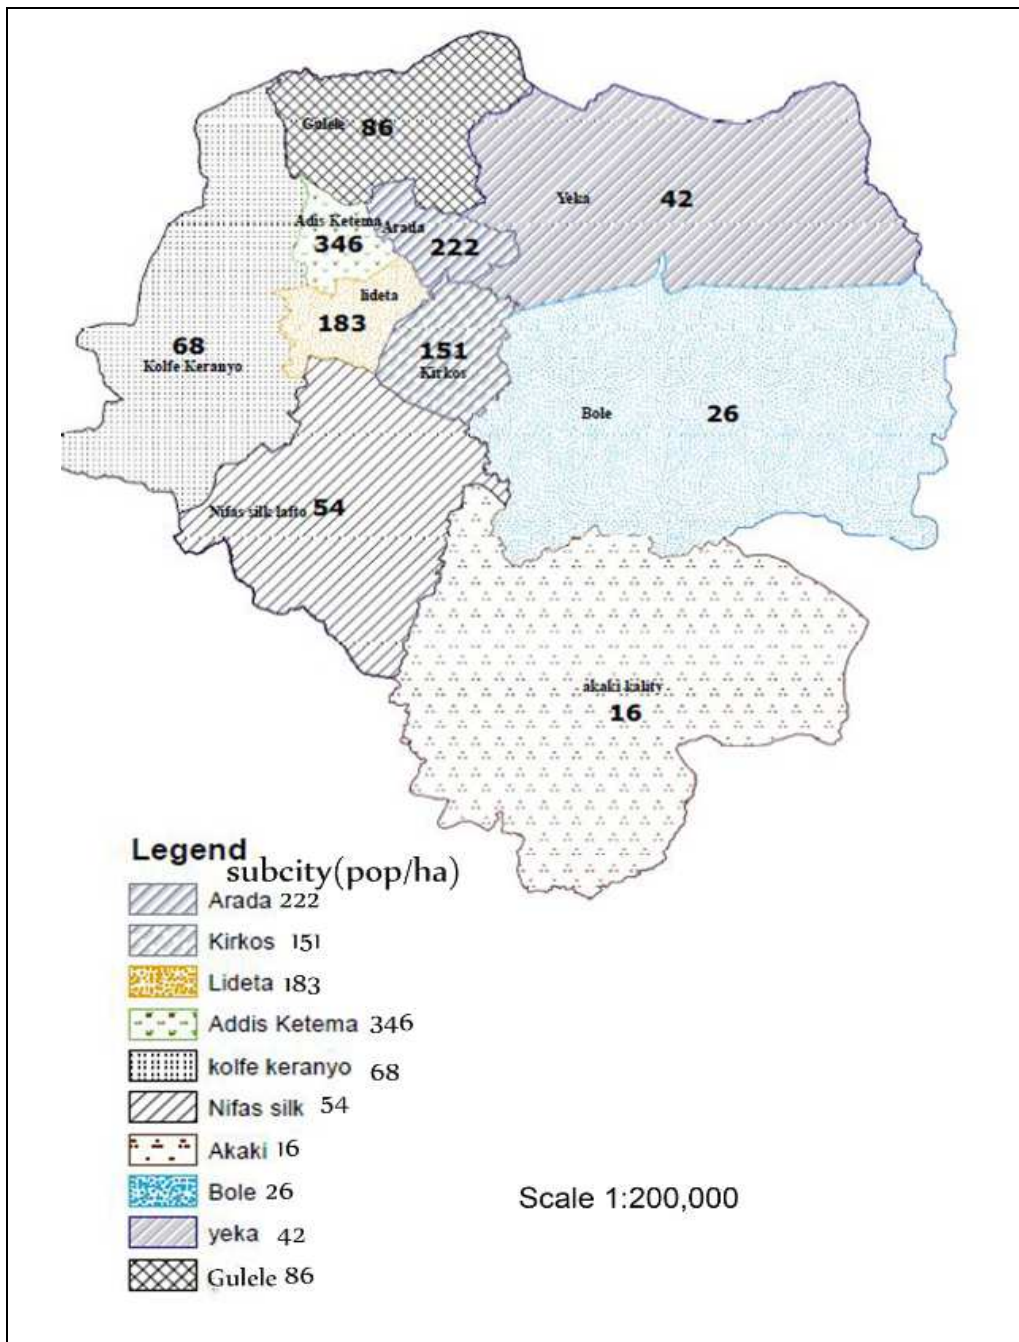 Gulele 86
Yeka 42
Adis Ketema
346
Arada
222
lideta
183
68
Kolfe Keranyo
151
Kirkos
Bole 26
Nifas silk lafto 54
akaki kality
16
Legend
subcity(pop/ha)
Arada 222
Kirkos 151
Lideta 183
Addis Ketema 346
kolfe keranyo 68
Nifas silk 54
Akaki 16
Bole 26
yeka 42
Gulele 86
Scale 1:200,000